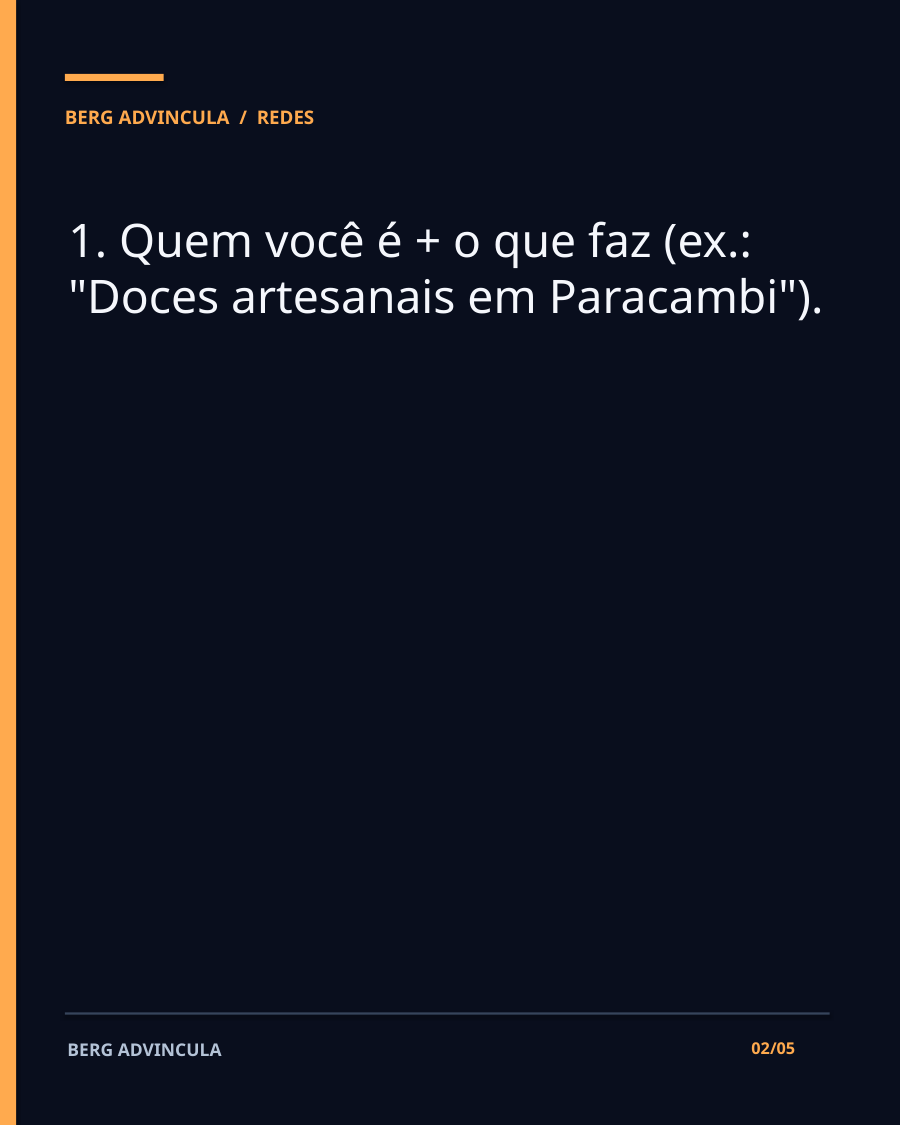 BERG ADVINCULA / REDES
1. Quem você é + o que faz (ex.:
"Doces artesanais em Paracambi").
BERG ADVINCULA
02/05